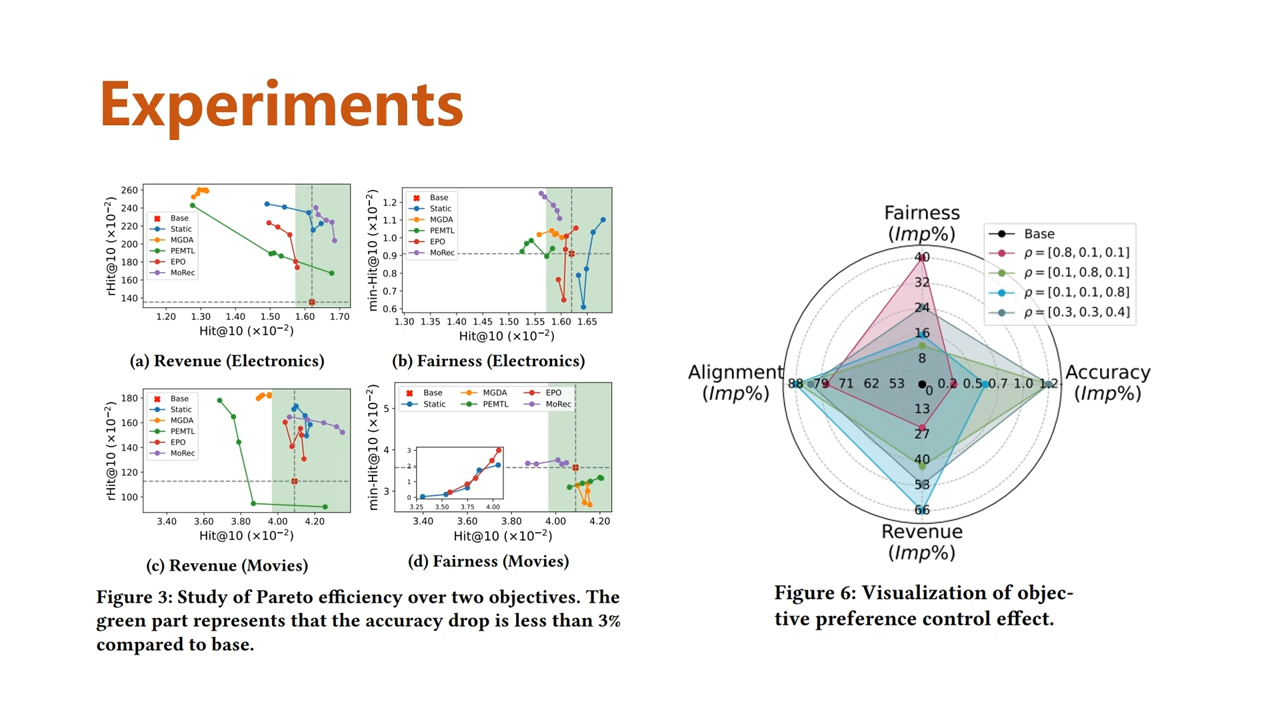 Experiments
260
240
220
200
180
160
140
rHit@10 (×10⁻²)
Base
Static
MGDA
PEMTL
EPO
MoRec
1.20 1.30 1.40 1.50 1.60 1.70
Hit@10 (×10⁻²)
(a) Revenue (Electronics)
1.2
1.1
1.0
0.9
0.8
0.7
0.6
min-Hit@10 (×10⁻²)
Base
Static
MGDA
PEMTL
EPO
MoRec
1.30 1.35 1.40 1.45 1.50 1.55 1.60 1.65
Hit@10 (×10⁻²)
(b) Fairness (Electronics)
180
160
140
120
100
rHit@10 (×10⁻²)
Base
Static
MGDA
PEMTL
EPO
MoRec
3.40 3.60 3.80 4.00 4.20
Hit@10 (×10⁻²)
(c) Revenue (Movies)
5
4
3
min-Hit@10 (×10⁻²)
Base MGDA EPO
Static PEMTL MoRec
3
2
1
0
3.25 3.50 3.75 4.00
3.40 3.60 3.80 4.00 4.20
Hit@10 (×10⁻²)
(d) Fairness (Movies)
Figure 3: Study of Pareto efficiency over two objectives. The
green part represents that the accuracy drop is less than 3%
compared to base.
Fairness
(Imp%)
Base
ρ = [0.8, 0.1, 0.1]
ρ = [0.1, 0.8, 0.1]
ρ = [0.1, 0.1, 0.8]
ρ = [0.3, 0.3, 0.4]
40
32
24
16
8
Alignment
(Imp%)
88 79 71 62 53 0 0.2 0.5 0.7 1.0 1.2
Accuracy
(Imp%)
13
27
40
53
66
Revenue
(Imp%)
Figure 6: Visualization of objec-
tive preference control effect.